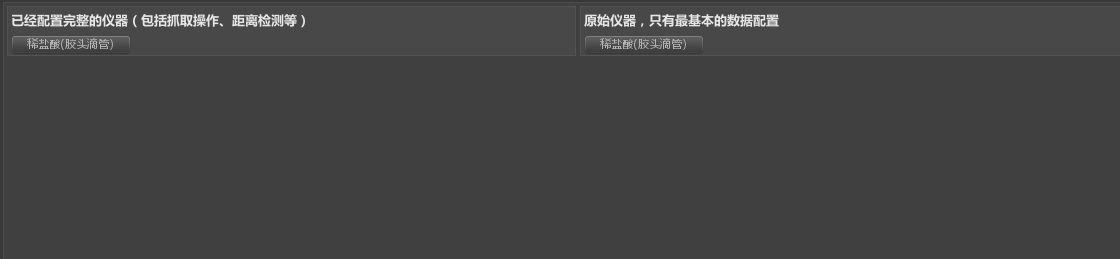 已经配置完整的仪器（包括抓取操作、距离检测等）
稀盐酸(胶头滴管)
原始仪器，只有最基本的数据配置
稀盐酸(胶头滴管)